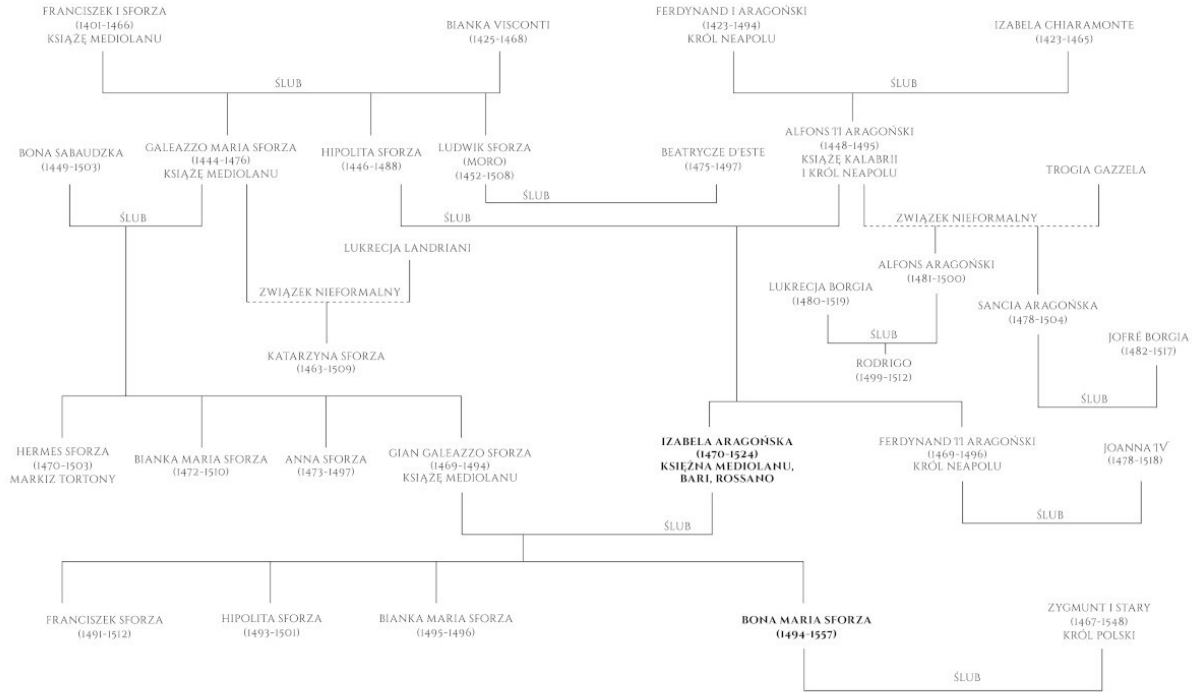 FRANCISZEK I SFORZA
(1401-1466)
KSIĄŻĘ MEDIOLANU
BIANKA VISCONTI
(1425-1468)
FERDYNAND I ARAGOŃSKI
(1423-1494)
KRÓL NEAPOLU
IZABELA CHIARAMONTE
(1423-1465)
ŚLUB
ŚLUB
BONA SABAUDZKA
(1449-1503)
GALEAZZO MARIA SFORZA
(1444-1476)
KSIĄŻĘ MEDIOLANU
HIPOLITA SFORZA
(1446-1488)
LUDWIK SFORZA
(MORO)
(1452-1508)
BEATRYCZE D'ESTE
(1475-1497)
ALFONS II ARAGOŃSKI
(1448-1495)
KSIĄŻĘ KALABRII
I KRÓL NEAPOLU
TROGIA GAZZELA
ŚLUB
ŚLUB
ŚLUB
ZWIĄZEK NIEFORMALNY
LUKRECJA LANDRIANI
ZWIĄZEK NIEFORMALNY
KATARZYNA SFORZA
(1463-1509)
ALFONS ARAGOŃSKI
(1481-1500)
LUKRECJA BORGIA
(1480-1519)
ŚLUB
RODRIGO
(1499-1512)
SANCIA ARAGOŃSKA
(1478-1504)
JOFRÉ BORGIA
(1482-1517)
ŚLUB
HERMES SFORZA
(1470-1503)
MARKIZ TORTONY
BIANKA MARIA SFORZA
(1472-1510)
ANNA SFORZA
(1473-1497)
GIAN GALEAZZO SFORZA
(1469-1494)
KSIĄŻĘ MEDIOLANU
IZABELA ARAGOŃSKA
(1470-1524)
KSIĘŻNA MEDIOLANU,
BARI, ROSSANO
FERDYNAND II ARAGOŃSKI
(1469-1496)
KRÓL NEAPOLU
JOANNA IV
(1478-1518)
ŚLUB
ŚLUB
FRANCISZEK SFORZA
(1491-1512)
HIPOLITA SFORZA
(1493-1501)
BIANKA MARIA SFORZA
(1495-1496)
BONA MARIA SFORZA
(1494-1557)
ZYGMUNT I STARY
(1467-1548)
KRÓL POLSKI
ŚLUB